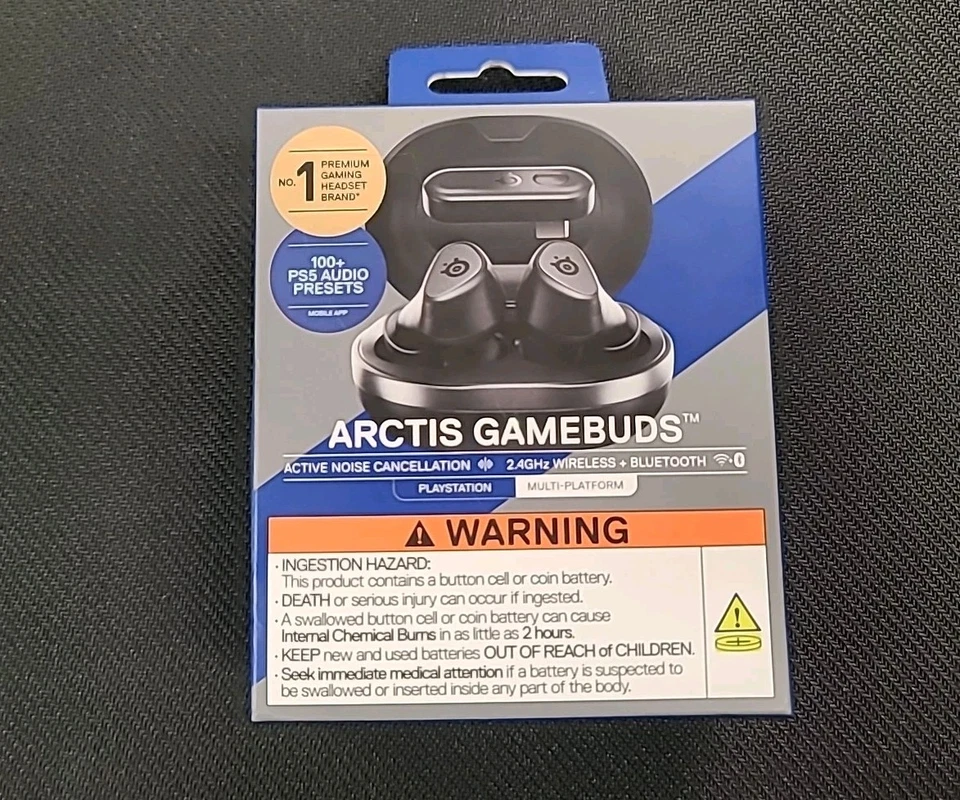 NO. 1 PREMIUM
GAMING
HEADSET
BRAND*
100+
PS5 AUDIO
PRESETS
MOBILE APP
ARCTIS GAMEBUDS™
ACTIVE NOISE CANCELLATION 2.4GHz WIRELESS + BLUETOOTH
PLAYSTATION MULTI-PLATFORM
WARNING
· INGESTION HAZARD:
This product contains a button cell or coin battery.
· DEATH or serious injury can occur if ingested.
· A swallowed button cell or coin battery can cause
Internal Chemical Burns in as little as 2 hours.
· KEEP new and used batteries OUT OF REACH of CHILDREN.
· Seek immediate medical attention if a battery is suspected to
be swallowed or inserted inside any part of the body.